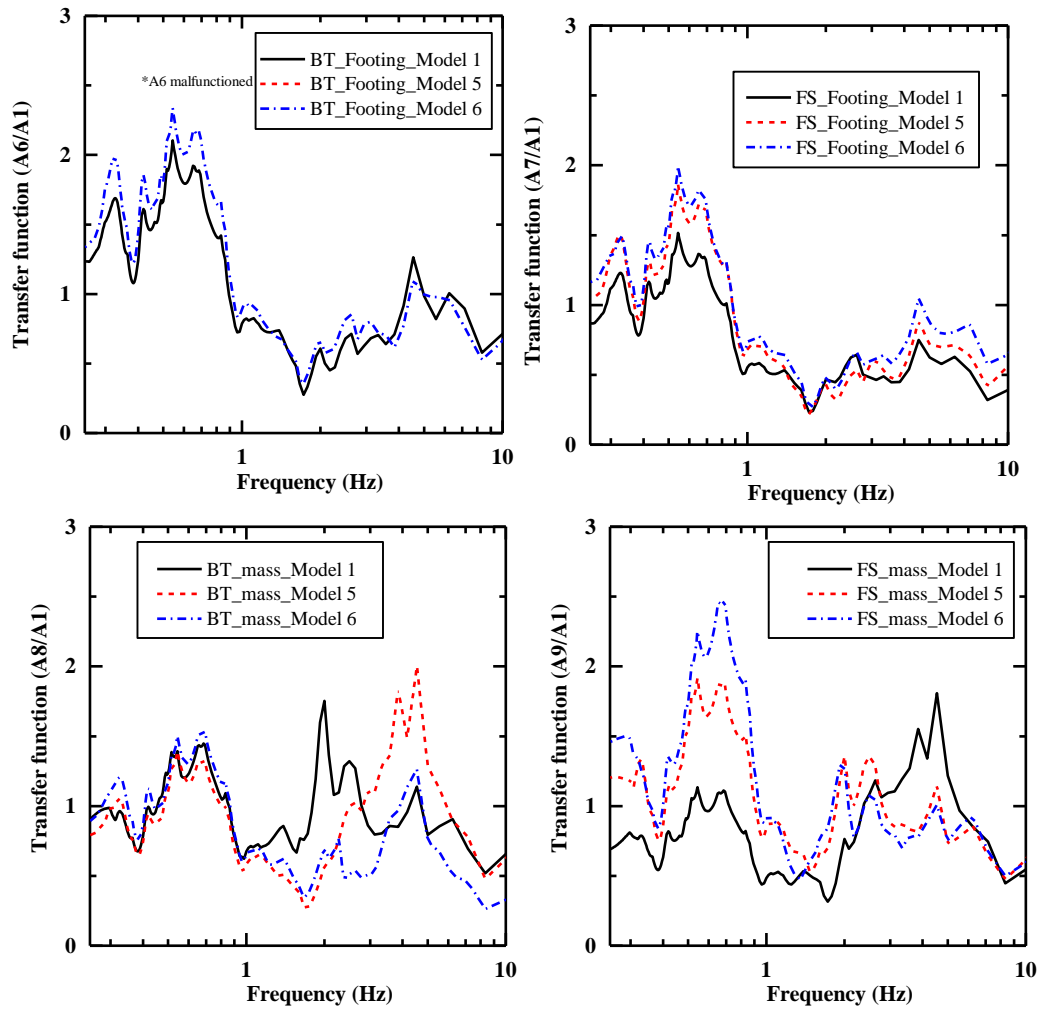 Transfer function (A6/A1)
3
2
1
0
*A6 malfunctioned
BT_Footing_Model 1
BT_Footing_Model 5
BT_Footing_Model 6
1
10
Frequency (Hz)
Transfer function (A7/A1)
3
2
1
0
FS_Footing_Model 1
FS_Footing_Model 5
FS_Footing_Model 6
1
10
Frequency (Hz)
Transfer function (A8/A1)
3
2
1
0
BT_mass_Model 1
BT_mass_Model 5
BT_mass_Model 6
1
10
Frequency (Hz)
Transfer function (A9/A1)
3
2
1
0
FS_mass_Model 1
FS_mass_Model 5
FS_mass_Model 6
1
10
Frequency (Hz)